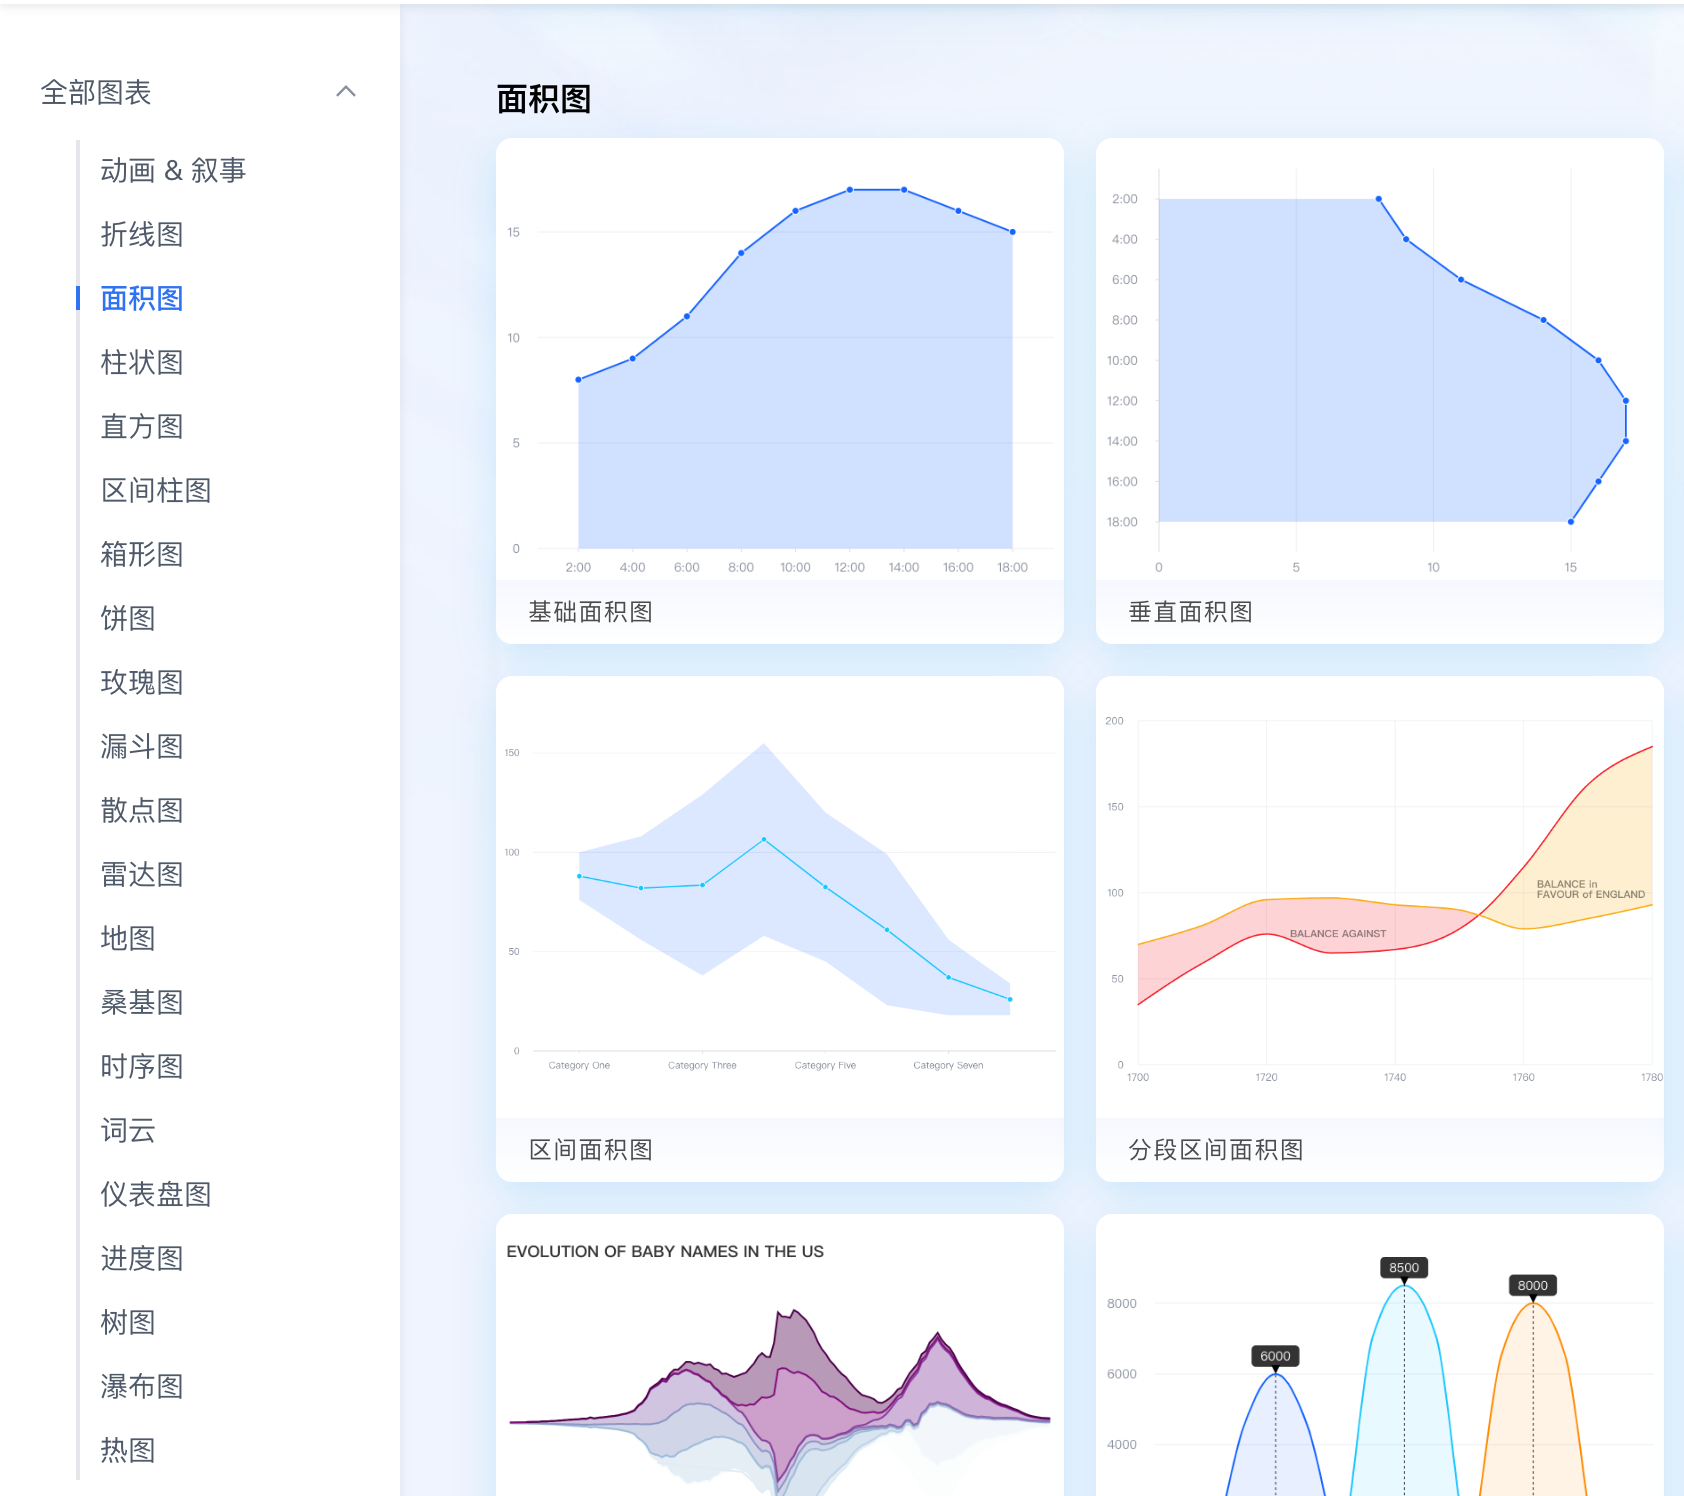 全部图表
动画 & 叙事
折线图
面积图
柱状图
直方图
区间柱图
箱形图
饼图
玫瑰图
漏斗图
散点图
雷达图
地图
桑基图
时序图
词云
仪表盘图
进度图
树图
瀑布图
热图
面积图
15
10
5
0
2:00 4:00 6:00 8:00 10:00 12:00 14:00 16:00 18:00
基础面积图
2:00
4:00
6:00
8:00
10:00
12:00
14:00
16:00
18:00
0 5 10 15
垂直面积图
150
100
50
0
Category One Category Three Category Five Category Seven
区间面积图
200
150
100
50
0
BALANCE in
FAVOUR of ENGLAND
BALANCE AGAINST
1700 1720 1740 1760 1780
分段区间面积图
EVOLUTION OF BABY NAMES IN THE US
8500
8000
6000
8000
6000
4000